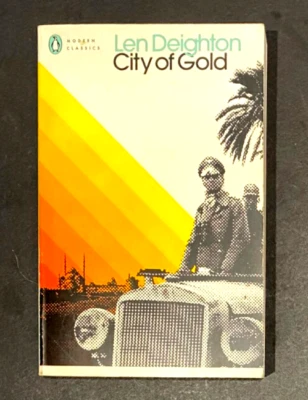 MODERN
CLASSICS
Len Deighton
City of Gold